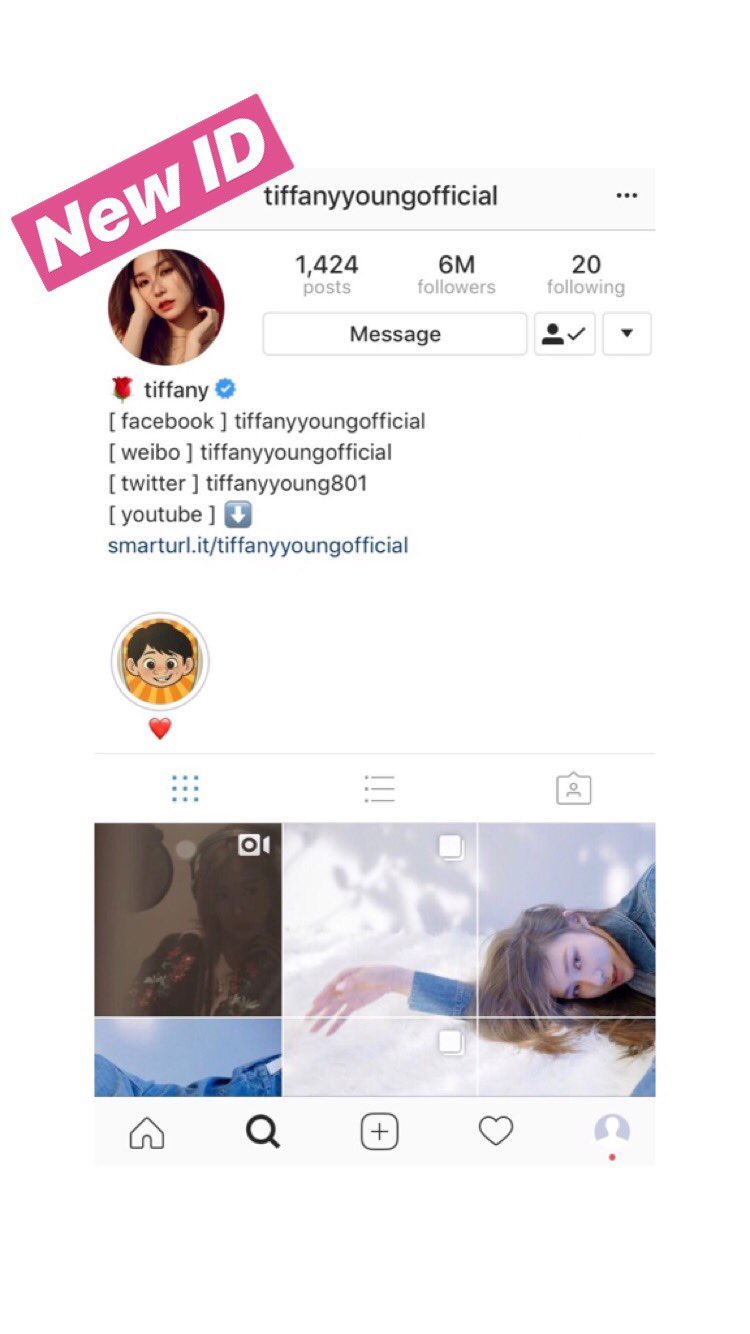 New ID
tiffanyyoungofficial
1,424 6M 20
posts followers following
Message
tiffany
[ facebook ] tiffanyyoungofficial
[ weibo ] tiffanyyoungofficial
[ twitter ] tiffanyyoung801
[ youtube ] ⬇️
smarturl.it/tiffanyyoungofficial